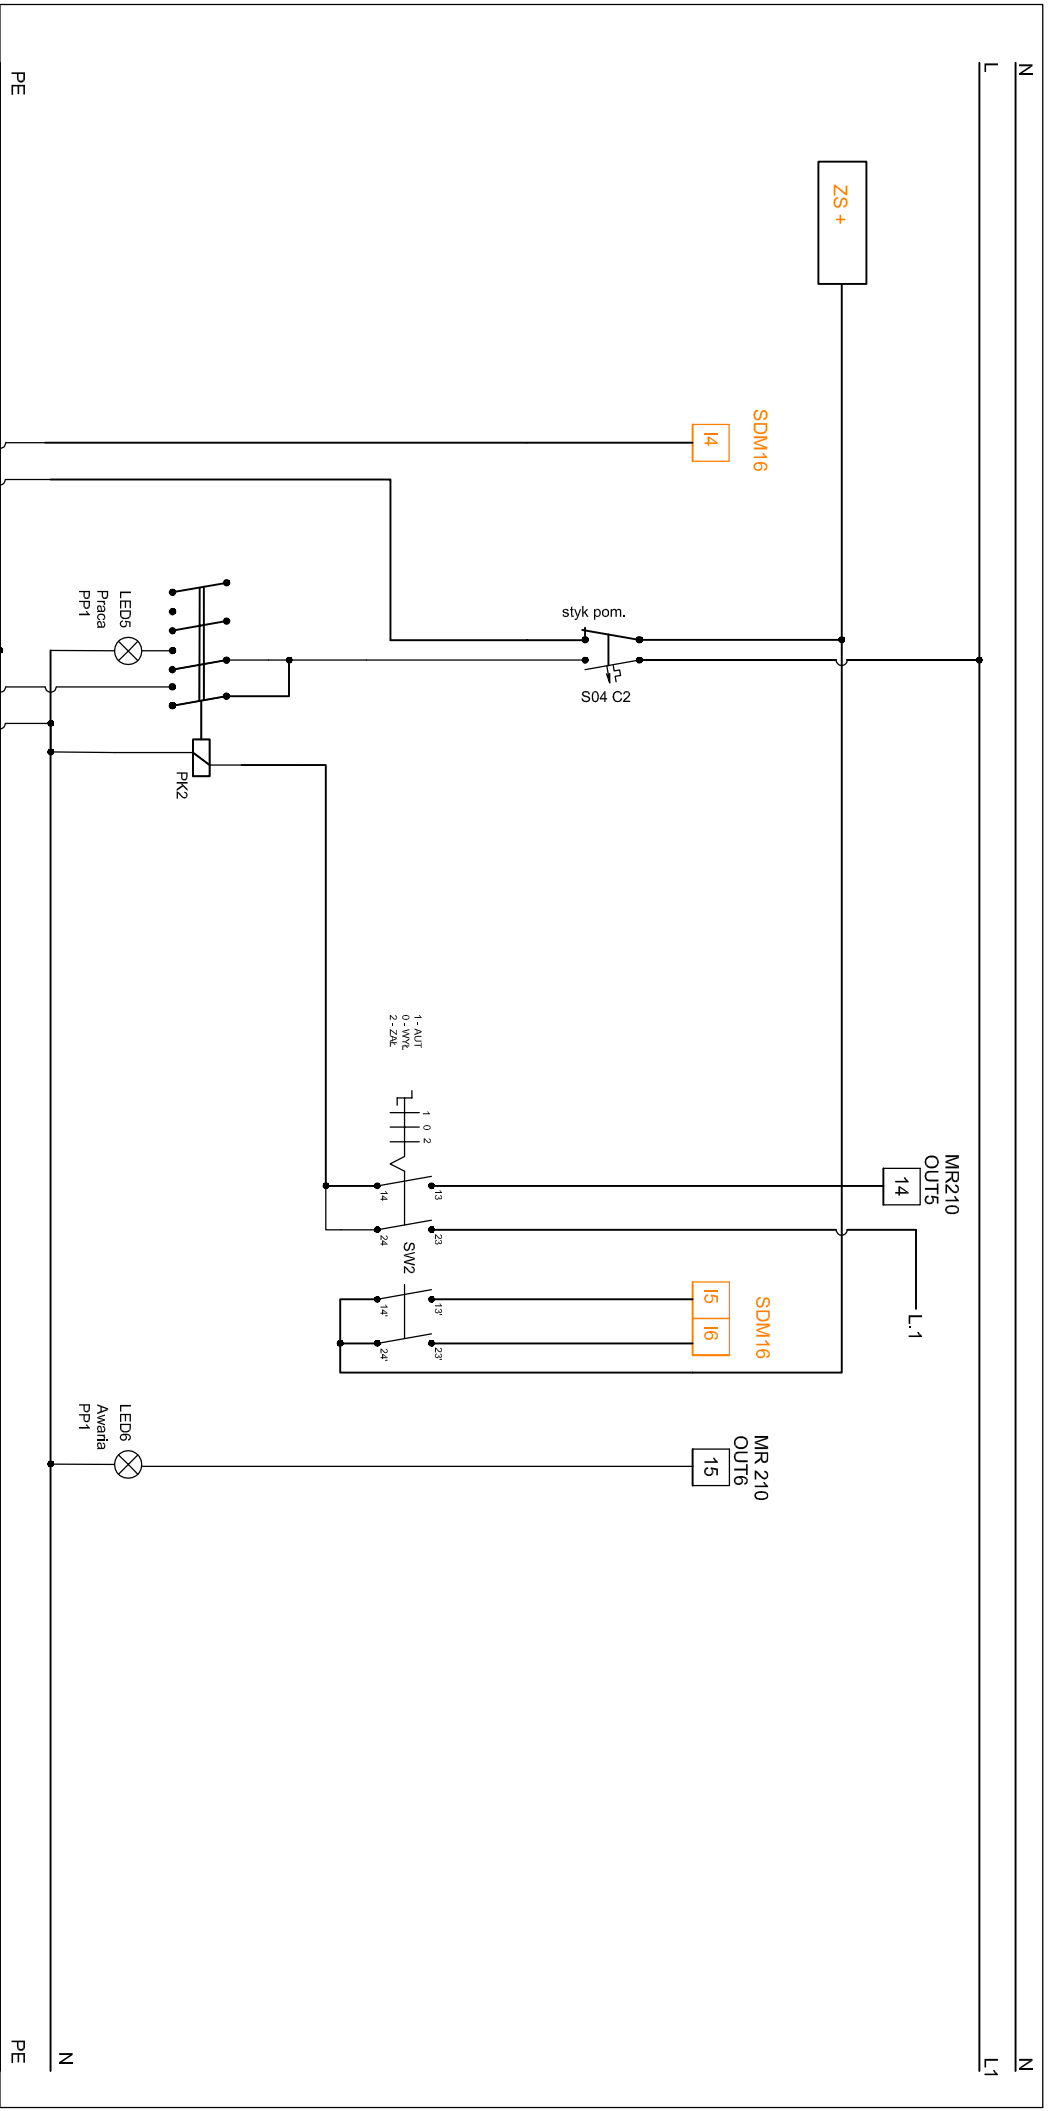 N
L
PE
ZS +
SDM16
I4
styk pom.
S04 C2
LED5
Praca
PP1
PK2
1 - AUT
0 - WYŁ
2 - ZAŁ
1
0
2
MR210
OUT5
14
13
14
23
24
SW2
L.1
SDM16
I5
I6
13'
14'
23'
24'
MR 210
OUT6
15
LED6
Awaria
PP1
N
L1
N
PE